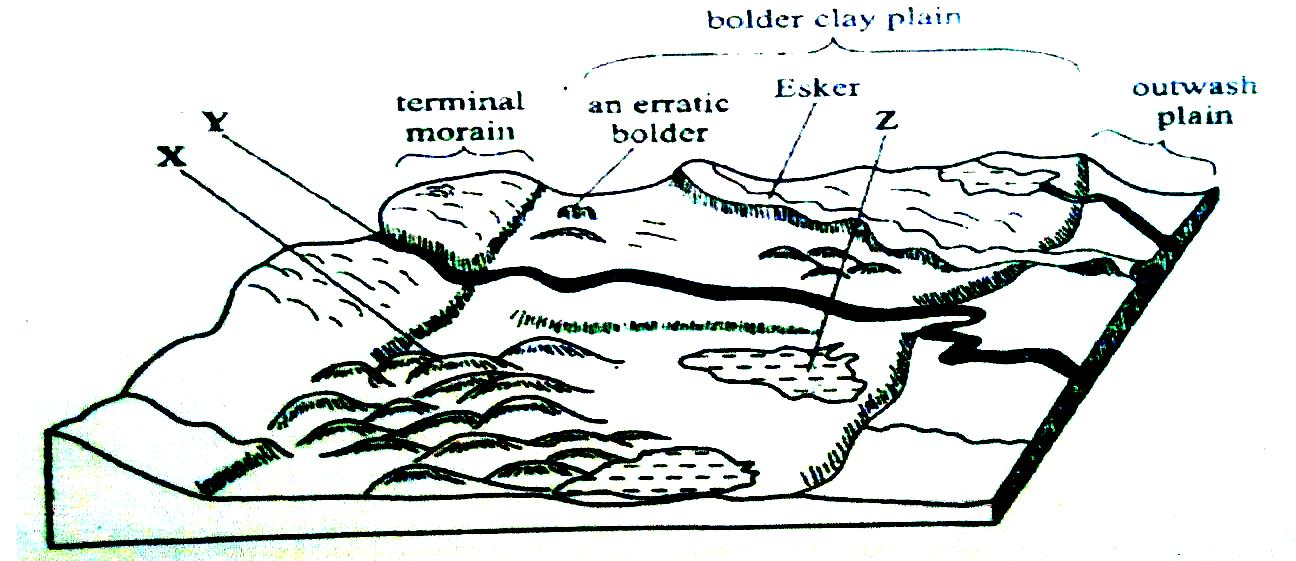 bolder clay plain
Esker
outwash
plain
terminal
morain
an erratic
bolder
Z
Y
X